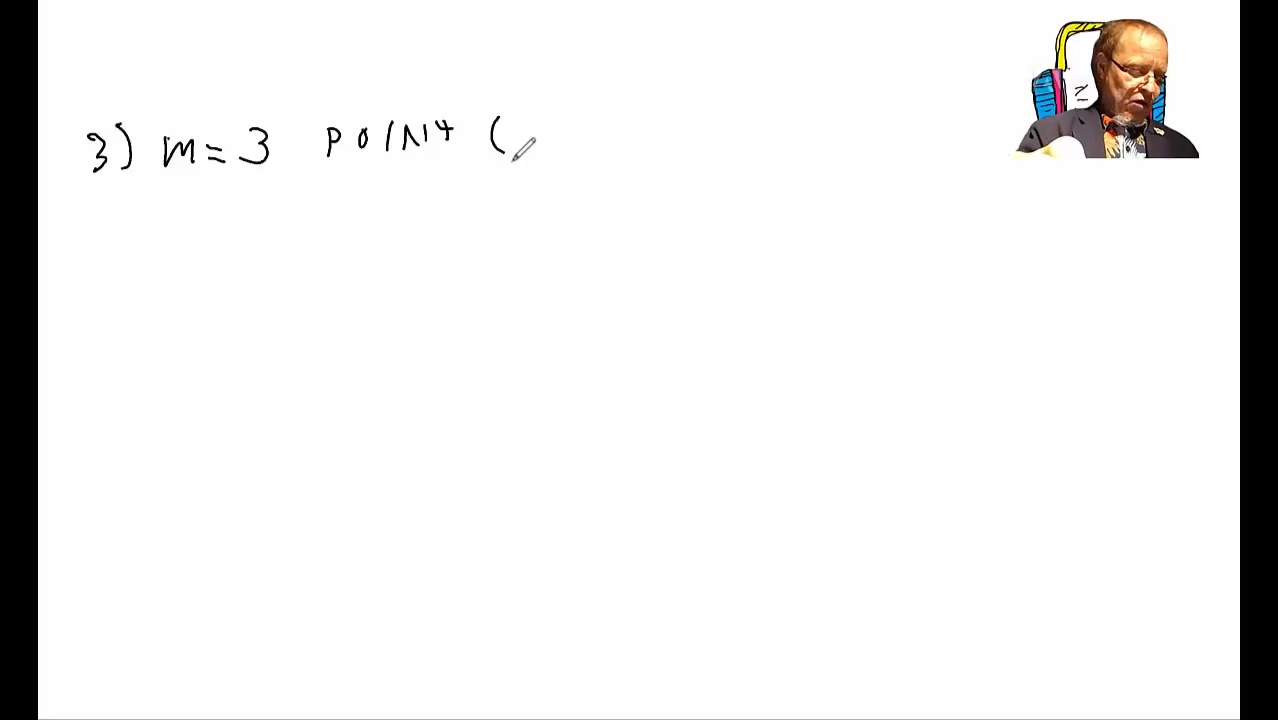 3) m = 3 POINT (